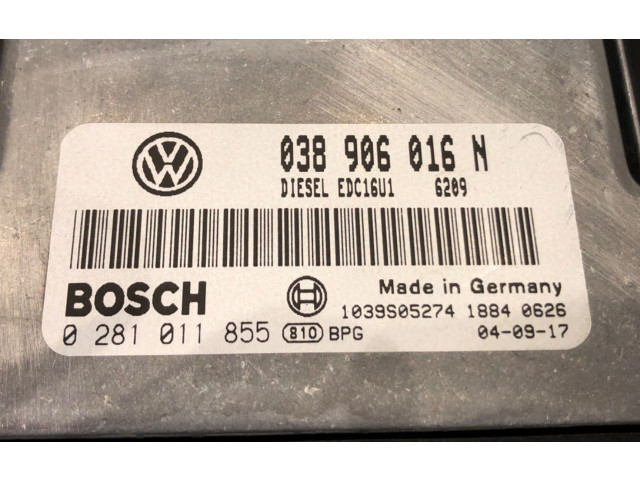 038 906 016 N
DIESEL EDC16U1 6209
BOSCH
Made in Germany
1039S05274 1884 0626
0 281 011 855 810 BPG 04-09-17